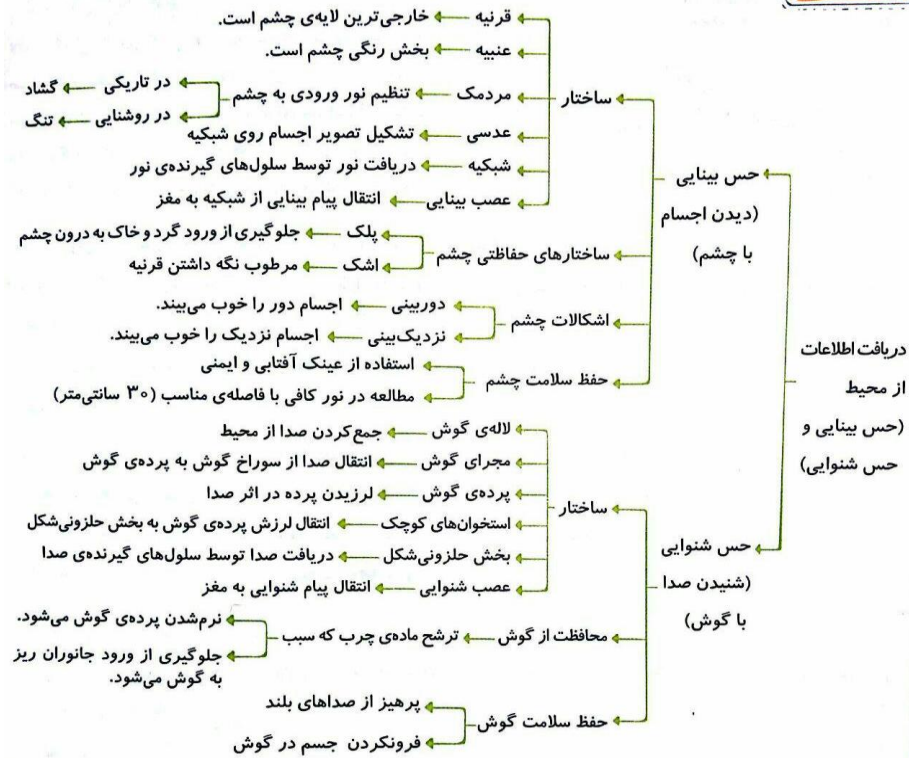 دریافت اطلاعات
از محیط
(حس بینایی و
حس شنوایی)
حس بینایی
(دیدن اجسام
با چشم)
ساختار
قرنیه خارجی‌ترین لایه‌ی چشم است.
عنبیه بخش رنگی چشم است.
مردمک تنظیم نور ورودی به چشم
در تاریکی گشاد
در روشنایی تنگ
عدسی تشکیل تصویر اجسام روی شبکیه
شبکیه دریافت نور توسط سلول‌های گیرنده‌ی نور
عصب بینایی انتقال پیام بینایی از شبکیه به مغز
ساختارهای حفاظتی چشم
پلک جلوگیری از ورود گرد و خاک به درون چشم
اشک مرطوب نگه داشتن قرنیه
اشکالات چشم
دوربینی اجسام دور را خوب می‌بیند.
نزدیک‌بینی اجسام نزدیک را خوب می‌بیند.
حفظ سلامت چشم
استفاده از عینک آفتابی و ایمنی
مطالعه در نور کافی با فاصله‌ی مناسب (۳۰ سانتی‌متر)
حس شنوایی
(شنیدن صدا
با گوش)
ساختار
لاله‌ی گوش جمع‌کردن صدا از محیط
مجرای گوش انتقال صدا از سوراخ گوش به پرده‌ی گوش
پرده‌ی گوش لرزیدن پرده در اثر صدا
استخوان‌های کوچک انتقال لرزش پرده‌ی گوش به بخش حلزونی‌شکل
بخش حلزونی‌شکل دریافت صدا توسط سلول‌های گیرنده‌ی صدا
عصب شنوایی انتقال پیام شنوایی به مغز
محافظت از گوش ترشح ماده‌ی چرب که سبب
نرم‌شدن پرده‌ی گوش می‌شود.
جلوگیری از ورود جانوران ریز
به گوش می‌شود.
حفظ سلامت گوش
پرهیز از صداهای بلند
فرونکردن جسم در گوش